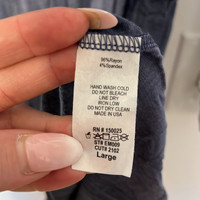 96%Rayon
4%Spandex
HAND WASH COLD
DO NOT BLEACH
LINE DRY
IRON LOW
DO NOT DRY CLEAN
MADE IN USA
RN # 150025
ST# EM009
CUT# 2102
Large